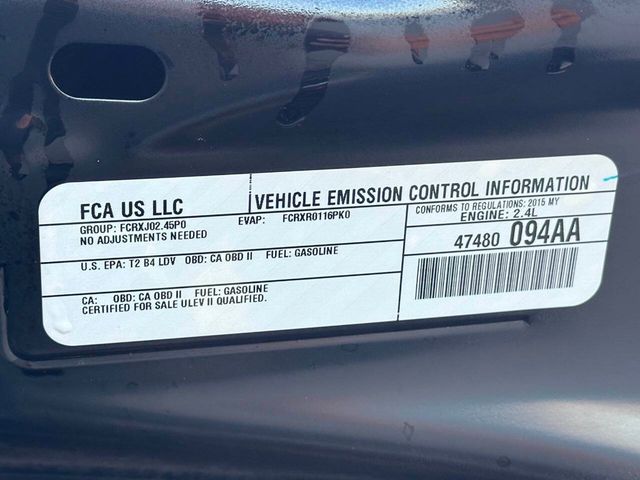 FCA US LLC
VEHICLE EMISSION CONTROL INFORMATION
GROUP: FCRXJ02.45P0 EVAP: FCRXR0116PK0
NO ADJUSTMENTS NEEDED
CONFORMS TO REGULATIONS: 2015 MY
ENGINE: 2.4L
U.S. EPA: T2 B4 LDV OBD: CA OBD II FUEL: GASOLINE
47480 094AA
CA: OBD: CA OBD II FUEL: GASOLINE
CERTIFIED FOR SALE ULEV II QUALIFIED.